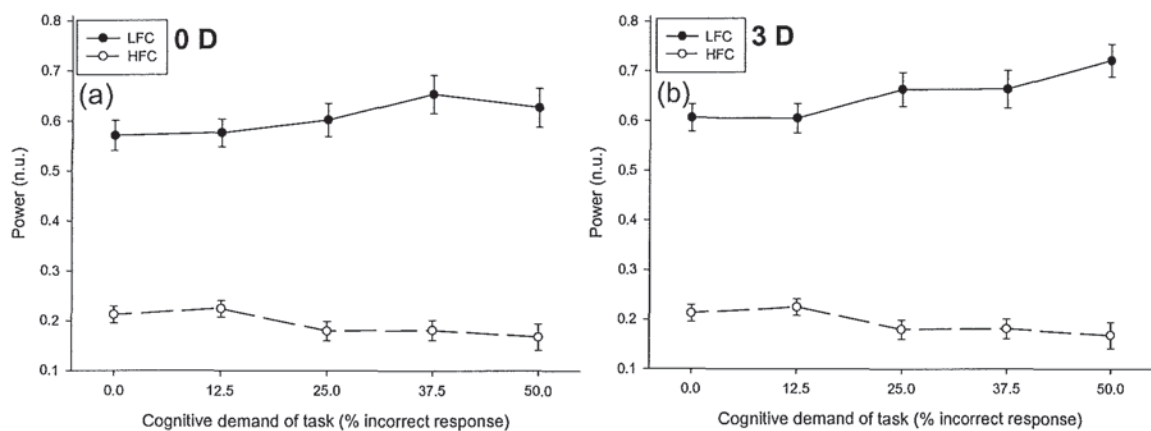 0.8
0.7
0.6
0.5
0.4
0.3
0.2
0.1
Power (n.u.)
LFC
HFC
0 D
(a)
0.0 12.5 25.0 37.5 50.0
Cognitive demand of task (% incorrect response)
0.8
0.7
0.6
0.5
0.4
0.3
0.2
0.1
Power (n.u.)
LFC
HFC
3 D
(b)
0.0 12.5 25.0 37.5 50.0
Cognitive demand of task (% incorrect response)